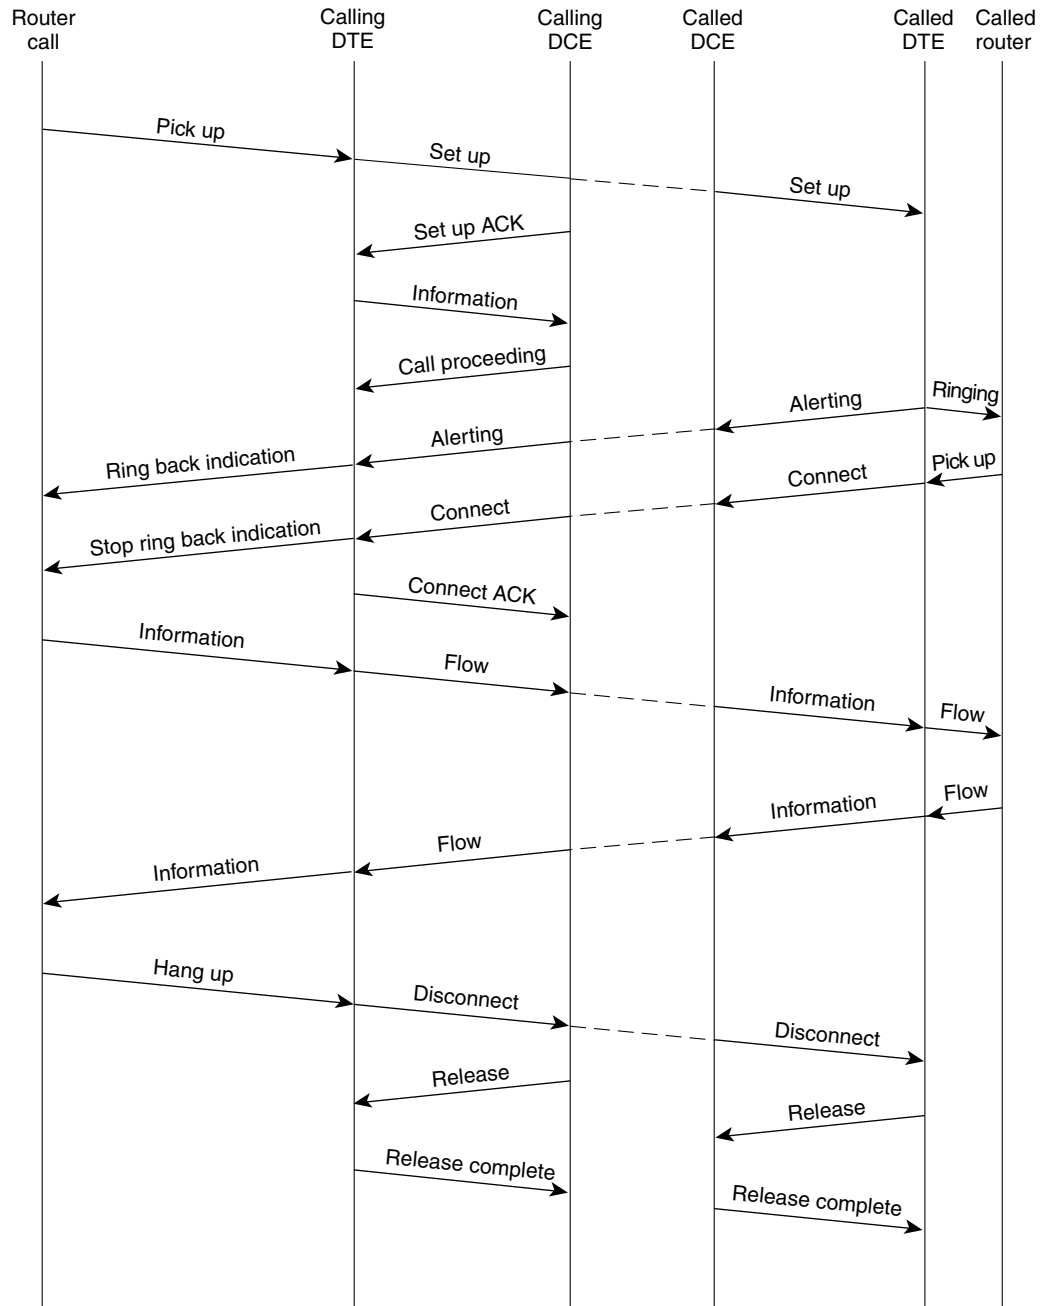 Router
call
Calling
DTE
Calling
DCE
Called
DCE
Called
DTE
Called
router
Pick up
Set up
Set up
Set up ACK
Information
Call proceeding
Ringing
Alerting
Alerting
Ring back indication
Pick up
Connect
Connect
Stop ring back indication
Connect ACK
Information
Flow
Information
Flow
Flow
Information
Flow
Information
Hang up
Disconnect
Disconnect
Release
Release
Release complete
Release complete